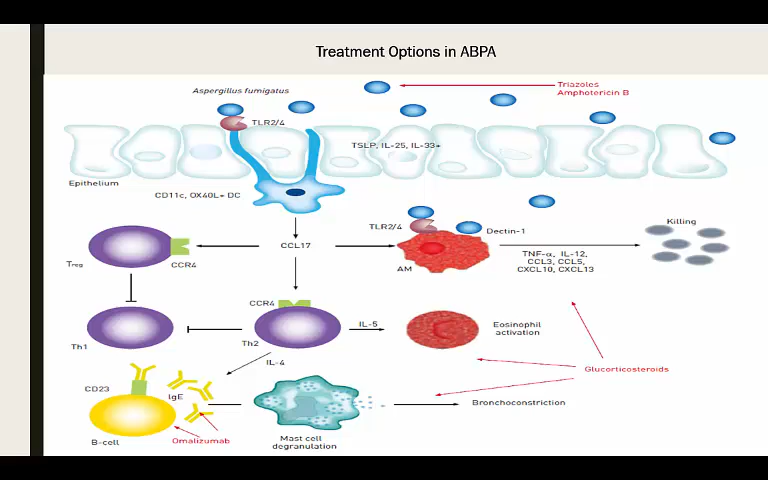 Treatment Options in ABPA
Triazoles
Amphotericin B
Aspergillus fumigatus
TLR2/4
TSLP, IL-25, IL-33+
Epithelium
CD11c, OX40L+ DC
TLR2/4
Dectin-1
Killing
CCL17
Treg
CCR4
AM
TNF-α, IL-12,
CCL3, CCL5,
CXCL10, CXCL13
CCR4
Th1
Th2
IL-5
Eosinophil
activation
IL-4
Glucorticosteroids
CD23
IgE
Bronchoconstriction
B-cell
Omalizumab
Mast cell
degranulation